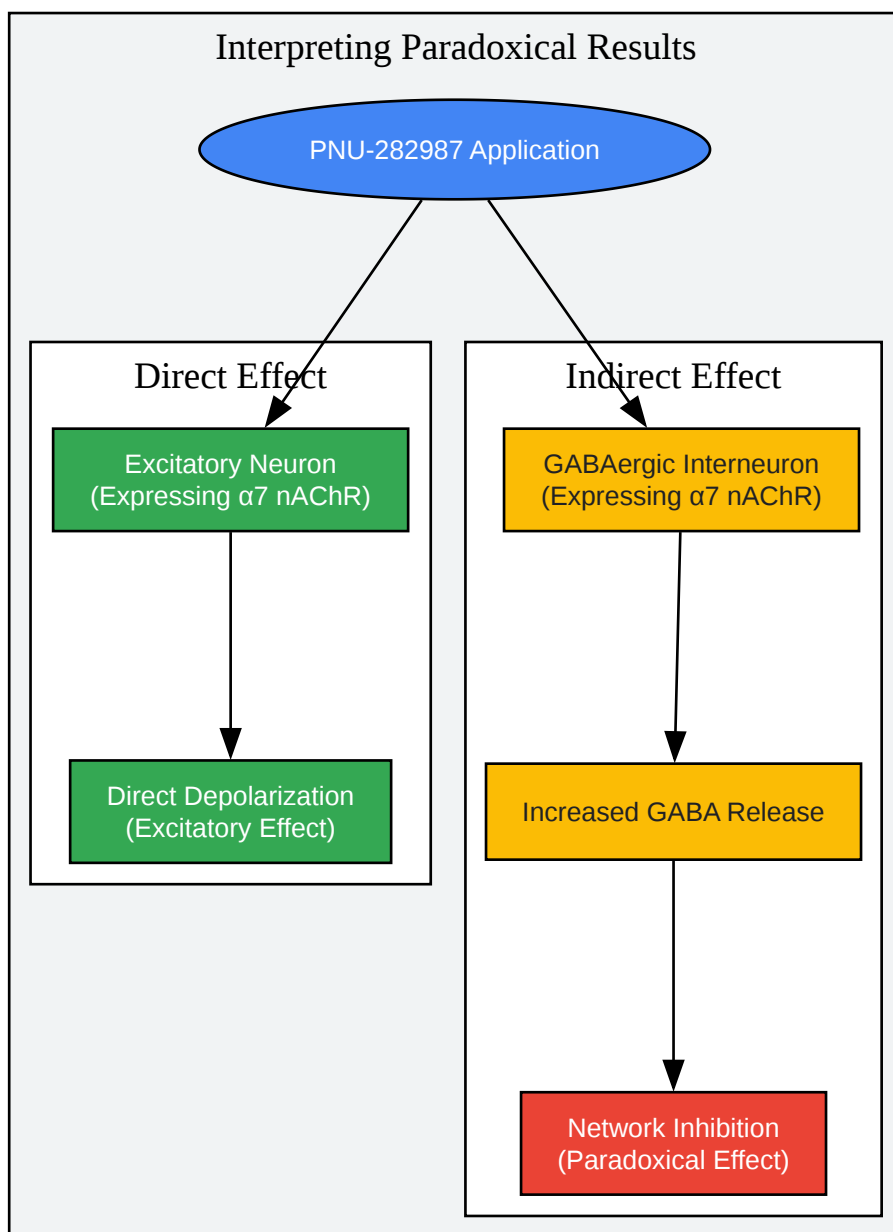 Interpreting Paradoxical Results
PNU-282987 Application
Direct Effect
Excitatory Neuron
(Expressing α7 nAChR)
Direct Depolarization
(Excitatory Effect)
Indirect Effect
GABAergic Interneuron
(Expressing α7 nAChR)
Increased GABA Release
Network Inhibition
(Paradoxical Effect)